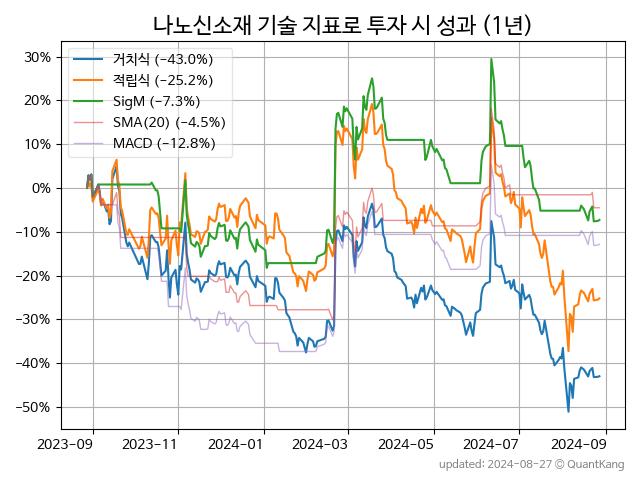 나노신소재 기술 지표로 투자 시 성과 (1년)
30%
20%
10%
0%
−10%
−20%
−30%
−40%
−50%
거치식 (−43.0%)
적립식 (−25.2%)
SigM (−7.3%)
SMA(20) (−4.5%)
MACD (−12.8%)
2023-09
2023-11
2024-01
2024-03
2024-05
2024-07
2024-09
updated: 2024-08-27 © QuantKang